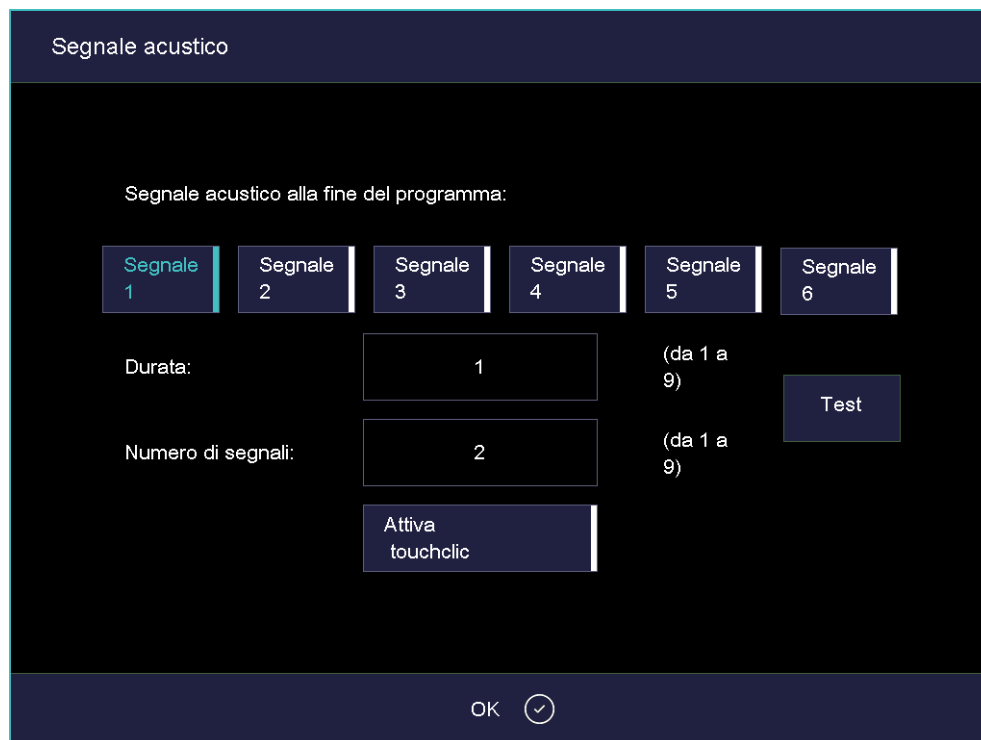 Segnale acustico
Segnale acustico alla fine del programma:
Segnale
1
Segnale
2
Segnale
3
Segnale
4
Segnale
5
Segnale
6
Durata:
1
(da 1 a
9)
Test
Numero di segnali:
2
(da 1 a
9)
Attiva
touchclic
OK